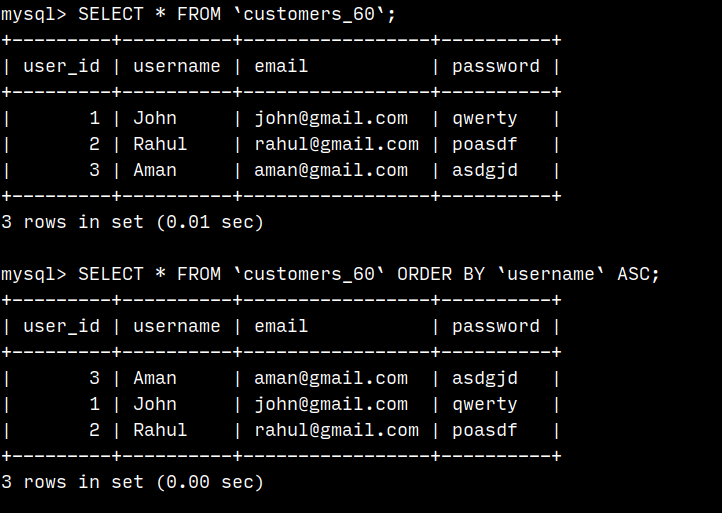 mysql> SELECT * FROM `customers_60`;
+---------+----------+-----------------+----------+
| user_id | username | email           | password |
+---------+----------+-----------------+----------+
|       1 | John     | john@gmail.com  | qwerty   |
|       2 | Rahul    | rahul@gmail.com | poasdf   |
|       3 | Aman     | aman@gmail.com  | asdgjd   |
+---------+----------+-----------------+----------+
3 rows in set (0.01 sec)

mysql> SELECT * FROM `customers_60` ORDER BY `username` ASC;
+---------+----------+-----------------+----------+
| user_id | username | email           | password |
+---------+----------+-----------------+----------+
|       3 | Aman     | aman@gmail.com  | asdgjd   |
|       1 | John     | john@gmail.com  | qwerty   |
|       2 | Rahul    | rahul@gmail.com | poasdf   |
+---------+----------+-----------------+----------+
3 rows in set (0.00 sec)